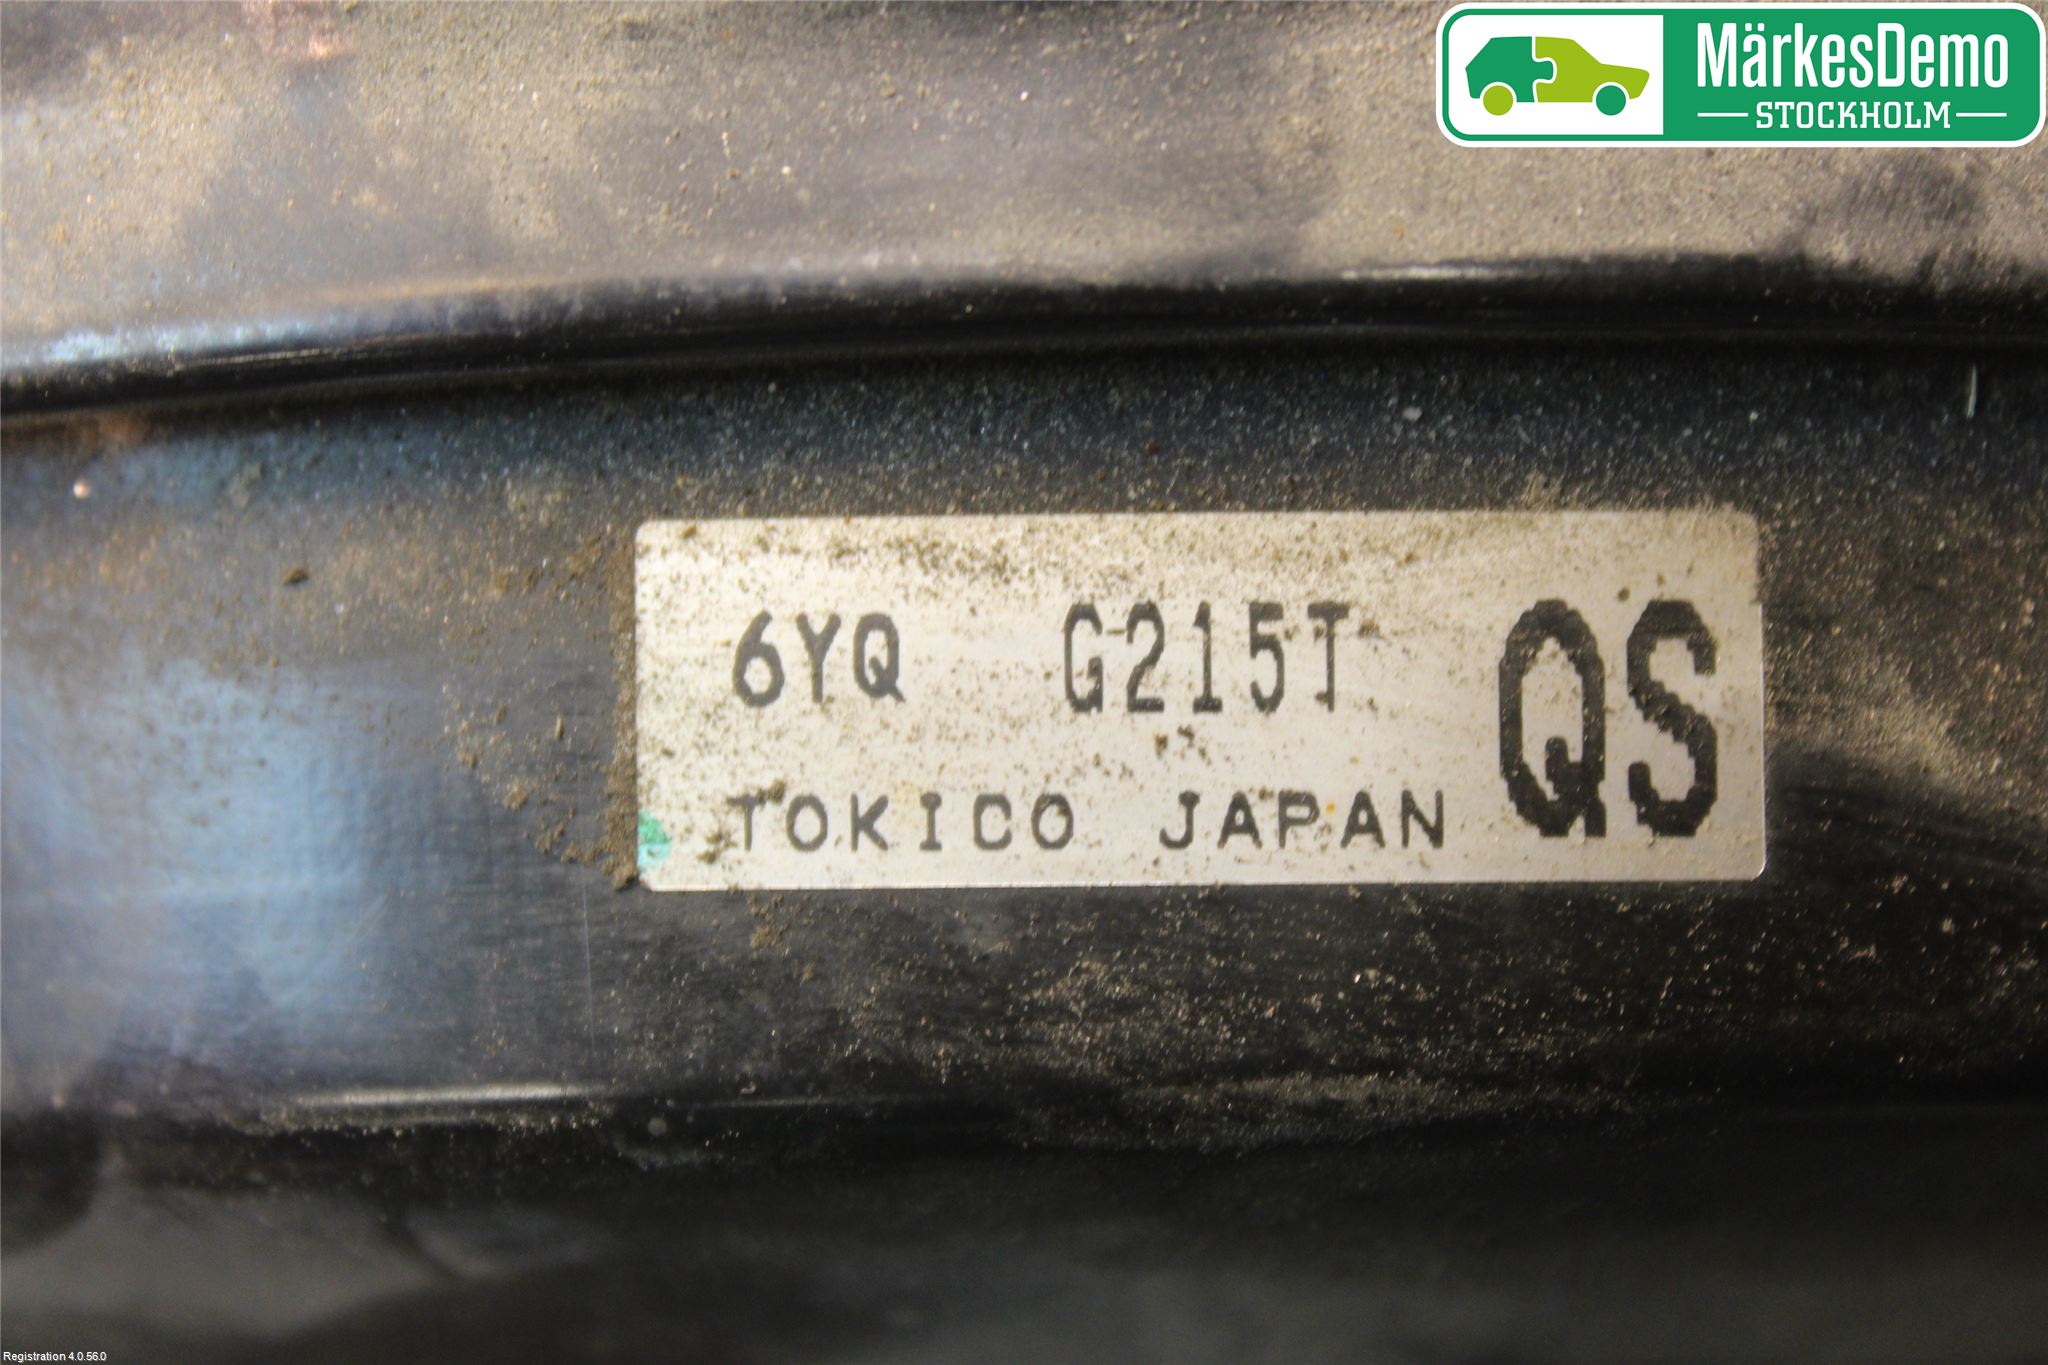 MärkesDemo
STOCKHOLM
6YQ G215T
QS
TOKICO JAPAN
Registration 4.0.56.0